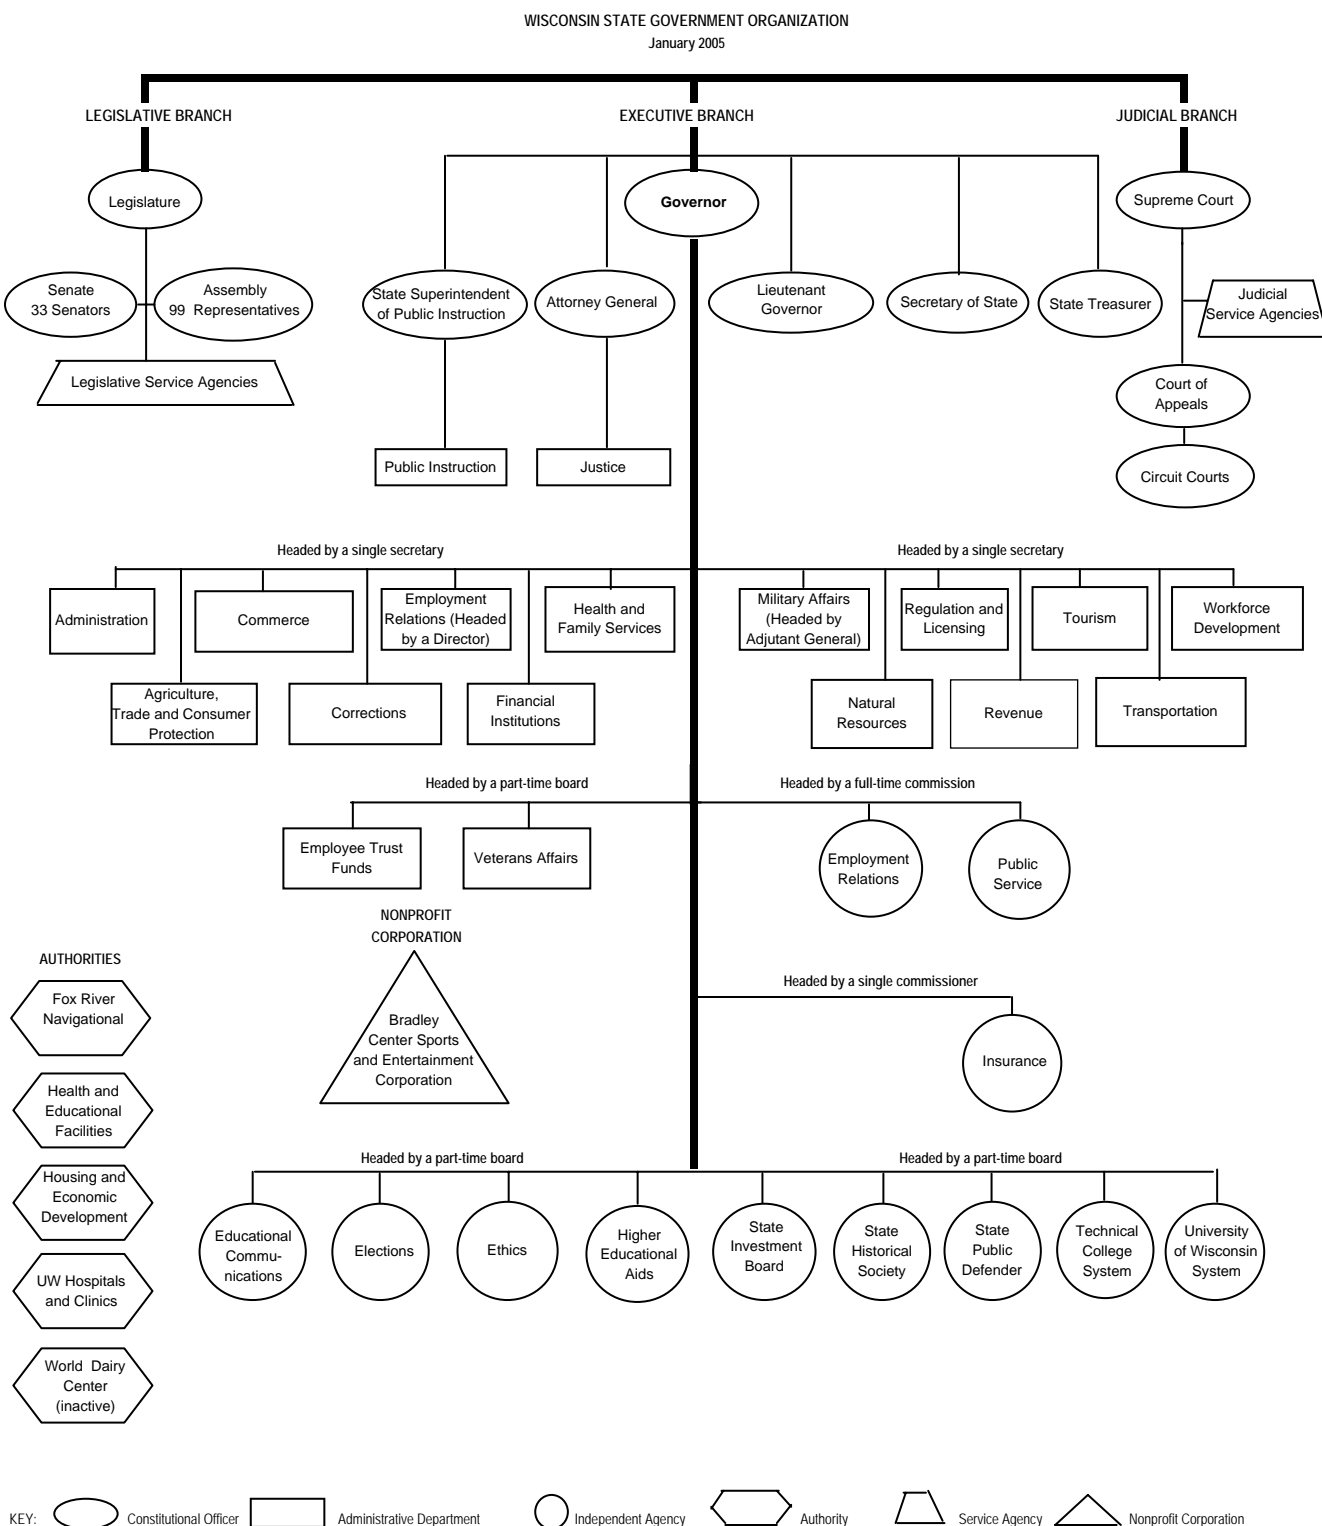 WISCONSIN STATE GOVERNMENT ORGANIZATION
January 2005
LEGISLATIVE BRANCH
EXECUTIVE BRANCH
JUDICIAL BRANCH
Legislature
Governor
Supreme Court
Senate
33 Senators
Assembly
99 Representatives
State Superintendent
of Public Instruction
Attorney General
Lieutenant
Governor
Secretary of State
State Treasurer
Judicial
Service Agencies
Legislative Service Agencies
Court of
Appeals
Public Instruction
Justice
Circuit Courts
Headed by a single secretary
Headed by a single secretary
Administration
Commerce
Employment
Relations (Headed
by a Director)
Health and
Family Services
Military Affairs
(Headed by
Adjutant General)
Regulation and
Licensing
Tourism
Workforce
Development
Agriculture,
Trade and Consumer
Protection
Corrections
Financial
Institutions
Natural
Resources
Revenue
Transportation
Headed by a part-time board
Headed by a full-time commission
Employee Trust
Funds
Veterans Affairs
Employment
Relations
Public
Service
NONPROFIT
CORPORATION
AUTHORITIES
Headed by a single commissioner
Fox River
Navigational
Bradley
Center Sports
and Entertainment
Corporation
Insurance
Health and
Educational
Facilities
Headed by a part-time board
Headed by a part-time board
Housing and
Economic
Development
Educational
Commu-
nications
Elections
Ethics
Higher
Educational
Aids
State
Investment
Board
State
Historical
Society
State
Public
Defender
Technical
College
System
University
of Wisconsin
System
UW Hospitals
and Clinics
World Dairy
Center
(inactive)
KEY:
Constitutional Officer
Administrative Department
Independent Agency
Authority
Service Agency
Nonprofit Corporation